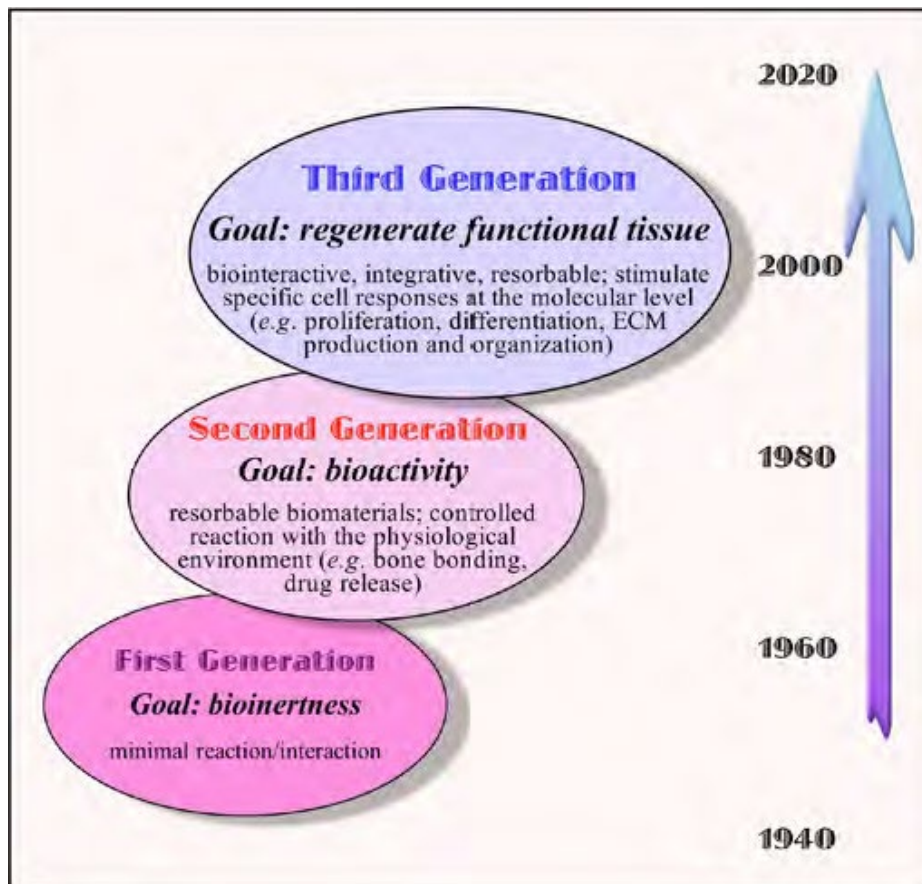 2020
Third Generation
Goal: regenerate functional tissue
biointeractive, integrative, resorbable; stimulate
specific cell responses at the molecular level
(e.g. proliferation, differentiation, ECM
production and organization)
2000
Second Generation
Goal: bioactivity
resorbable biomaterials; controlled
reaction with the physiological
environment (e.g. bone bonding,
drug release)
1980
First Generation
Goal: bioinertness
minimal reaction/interaction
1960
1940